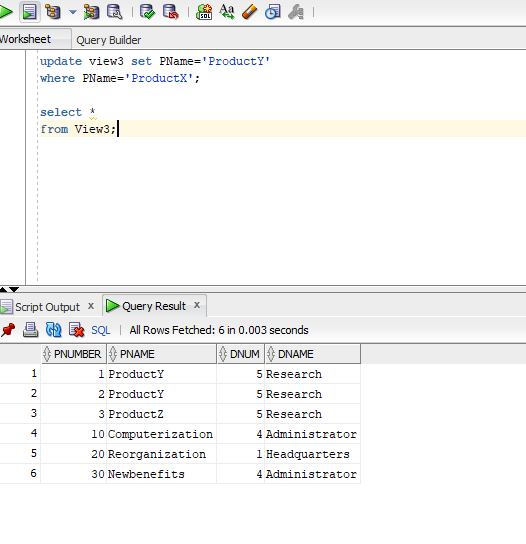 SQL
Worksheet Query Builder
update view3 set PName='ProductY'
where PName='ProductX';
select *
from View3;
Script Output x Query Result x
SQL | All Rows Fetched: 6 in 0.003 seconds
PNUMBER PNAME DNUM DNAME
1 1 ProductY 5 Research
2 2 ProductY 5 Research
3 3 ProductZ 5 Research
4 10 Computerization 4 Administrator
5 20 Reorganization 1 Headquarters
6 30 Newbenefits 4 Administrator